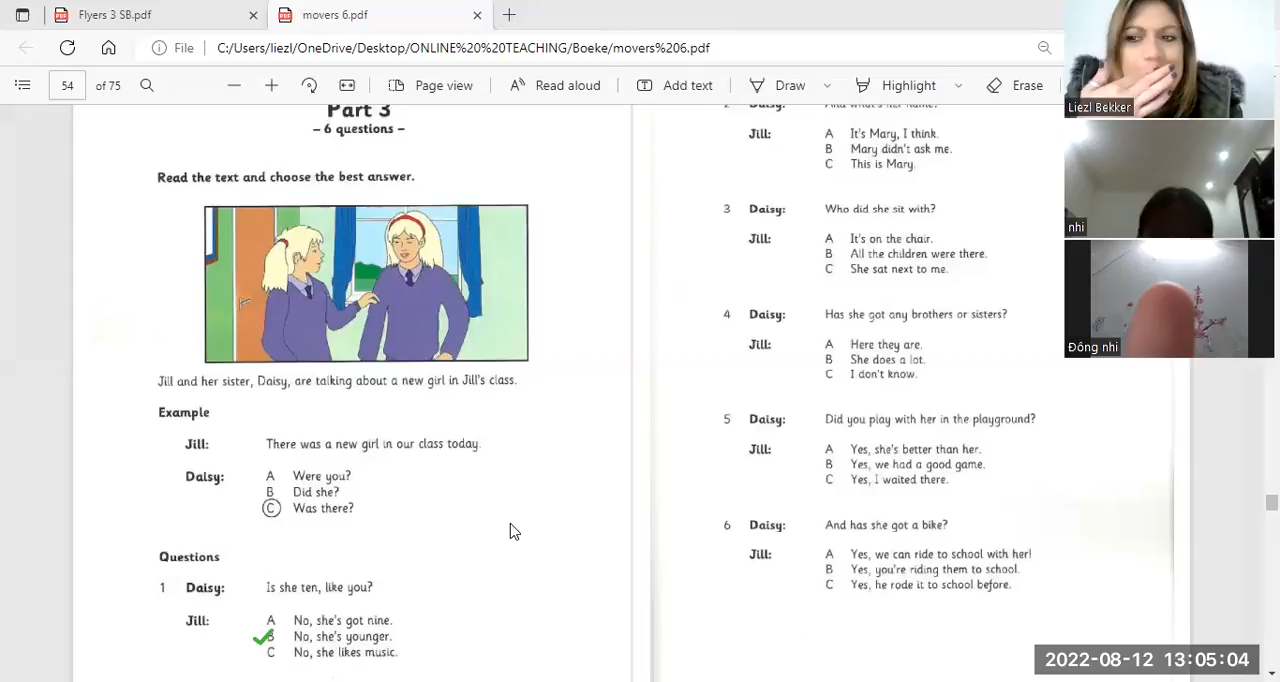 Flyers 3 SB.pdf
movers 6.pdf
File
C:/Users/liezl/OneDrive/Desktop/ONLINE%20%20TEACHING/Boeke/movers%206.pdf
54 of 75
Page view
Read aloud
Add text
Draw
Highlight
Erase
Part 3
– 6 questions –
Read the text and choose the best answer.
Jill and her sister, Daisy, are talking about a new girl in Jill's class.
Example
Jill: There was a new girl in our class today.
Daisy: A Were you?
B Did she?
C Was there?
Questions
1 Daisy: Is she ten, like you?
Jill: A No, she's got nine.
B No, she's younger.
C No, she likes music.
2 Daisy: And what's her name?
Jill: A It's Mary, I think.
B Mary didn't ask me.
C This is Mary.
3 Daisy: Who did she sit with?
Jill: A It's on the chair.
B All the children were there.
C She sat next to me.
4 Daisy: Has she got any brothers or sisters?
Jill: A Here they are.
B She does a lot.
C I don't know.
5 Daisy: Did you play with her in the playground?
Jill: A Yes, she's better than her.
B Yes, we had a good game.
C Yes, I waited there.
6 Daisy: And has she got a bike?
Jill: A Yes, we can ride to school with her!
B Yes, you're riding them to school.
C Yes, he rode it to school before.
Liezl Bekker
nhi
Đông nhi
2022-08-12 13:05:04